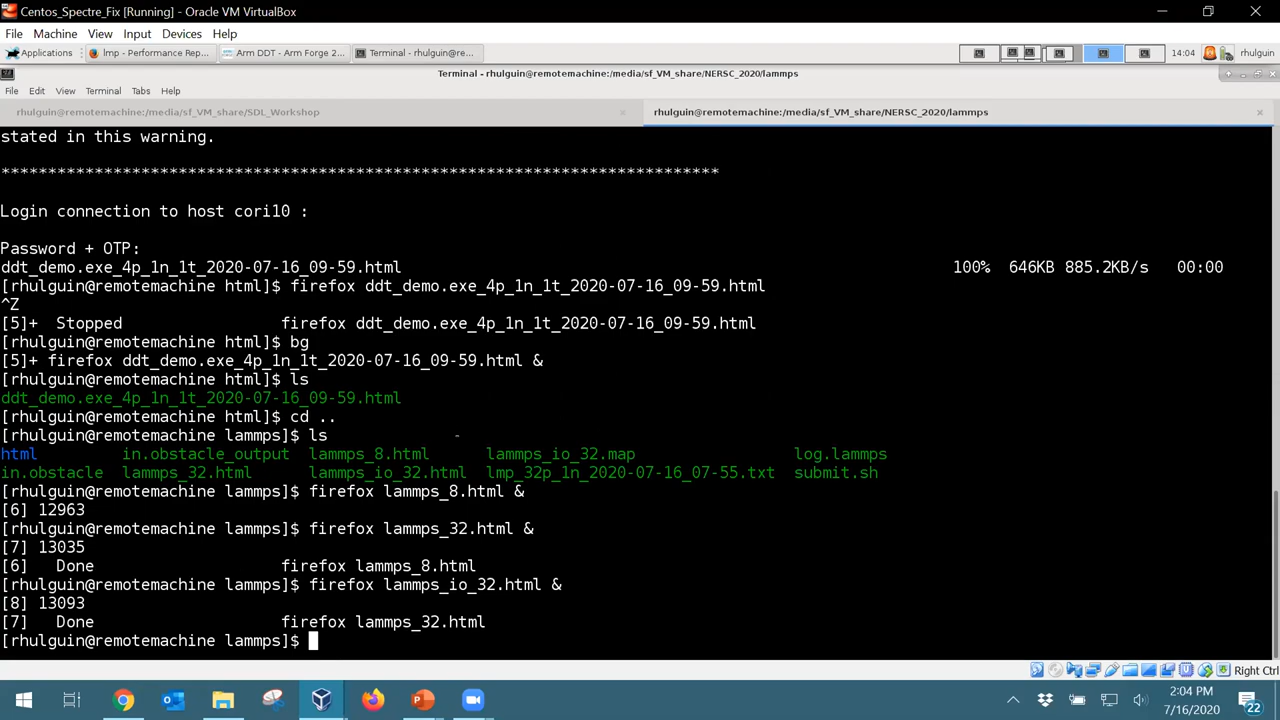 Centos_Spectre_Fix [Running] - Oracle VM VirtualBox
File Machine View Input Devices Help
Applications lmp - Performance Rep... Arm DDT - Arm Forge 2... Terminal - rhulguin@re... 14:04 rhulguin
Terminal - rhulguin@remotemachine:/media/sf_VM_share/NERSC_2020/lammps
File Edit View Terminal Tabs Help
rhulguin@remotemachine:/media/sf_VM_share/SDL_Workshop rhulguin@remotemachine:/media/sf_VM_share/NERSC_2020/lammps
stated in this warning.
*****************************************************************************
Login connection to host cori10 :
Password + OTP:
ddt_demo.exe_4p_1n_1t_2020-07-16_09-59.html 100% 646KB 885.2KB/s 00:00
[rhulguin@remotemachine html]$ firefox ddt_demo.exe_4p_1n_1t_2020-07-16_09-59.html
^Z
[5]+ Stopped firefox ddt_demo.exe_4p_1n_1t_2020-07-16_09-59.html
[rhulguin@remotemachine html]$ bg
[5]+ firefox ddt_demo.exe_4p_1n_1t_2020-07-16_09-59.html &
[rhulguin@remotemachine html]$ ls
ddt_demo.exe_4p_1n_1t_2020-07-16_09-59.html
[rhulguin@remotemachine html]$ cd ..
[rhulguin@remotemachine lammps]$ ls
html in.obstacle_output lammps_8.html lammps_io_32.map log.lammps
in.obstacle lammps_32.html lammps_io_32.html lmp_32p_1n_2020-07-16_07-55.txt submit.sh
[rhulguin@remotemachine lammps]$ firefox lammps_8.html &
[6] 12963
[rhulguin@remotemachine lammps]$ firefox lammps_32.html &
[7] 13035
[6] Done firefox lammps_8.html
[rhulguin@remotemachine lammps]$ firefox lammps_io_32.html &
[8] 13093
[7] Done firefox lammps_32.html
[rhulguin@remotemachine lammps]$
Right Ctrl
2:04 PM
7/16/2020
22